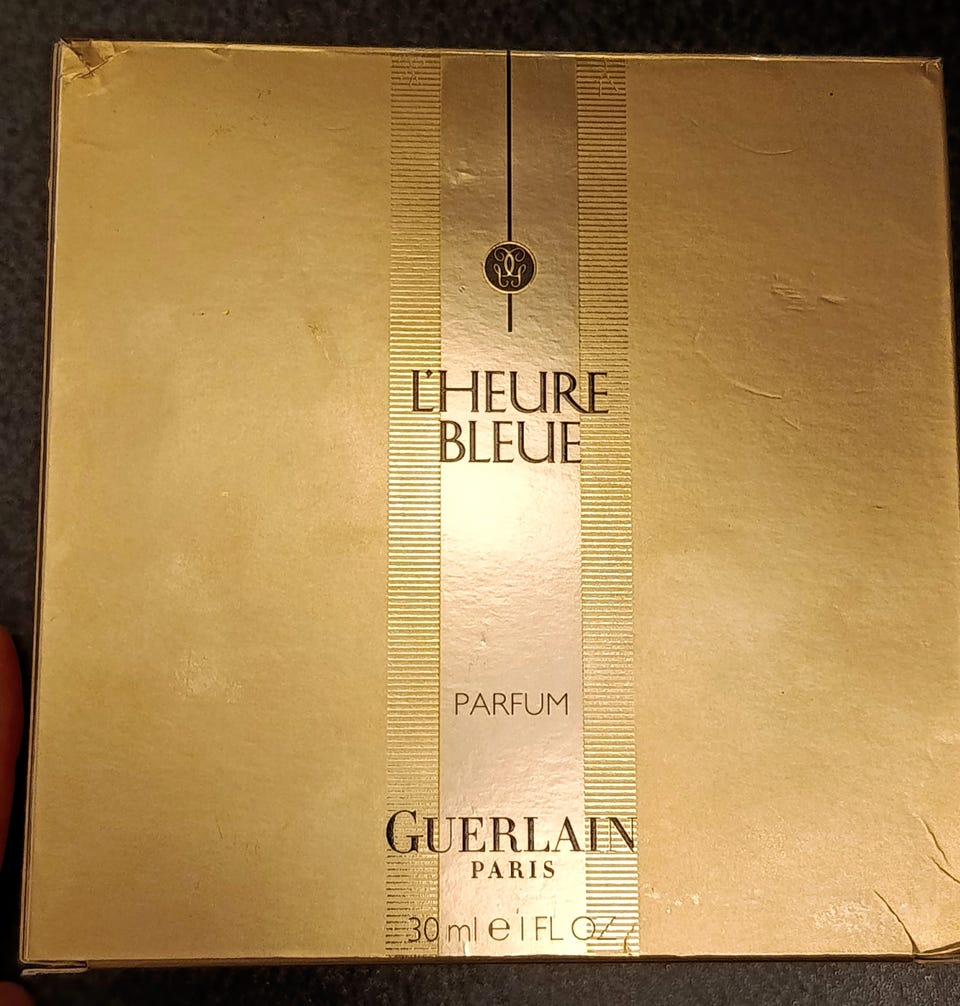 L'HEURE
BLEUE
PARFUM
GUERLAIN
PARIS
30 ml e 1 FL OZ